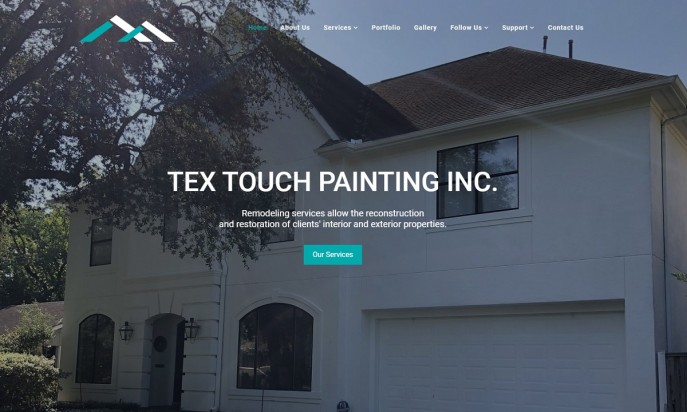 Home About Us Services Portfolio Gallery Follow Us Support Contact Us
TEX TOUCH PAINTING INC.
Remodeling services allow the reconstruction
and restoration of clients' interior and exterior properties.
Our Services